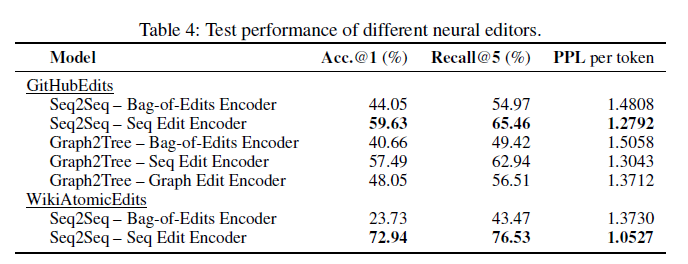 Table 4: Test performance of different neural editors.
Model Acc.@1 (%) Recall@5 (%) PPL per token
GitHubEdits
Seq2Seq – Bag-of-Edits Encoder 44.05 54.97 1.4808
Seq2Seq – Seq Edit Encoder 59.63 65.46 1.2792
Graph2Tree – Bag-of-Edits Encoder 40.66 49.42 1.5058
Graph2Tree – Seq Edit Encoder 57.49 62.94 1.3043
Graph2Tree – Graph Edit Encoder 48.05 56.51 1.3712
WikiAtomicEdits
Seq2Seq – Bag-of-Edits Encoder 23.73 43.47 1.3730
Seq2Seq – Seq Edit Encoder 72.94 76.53 1.0527